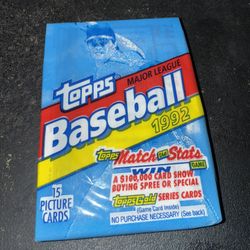 TOPPS
MAJOR LEAGUE
Baseball
1992
Topps Match the Stats
WIN GAME
A $100,000 CARD SHOW
BUYING SPREE OR SPECIAL
Topps Gold SERIES CARDS
(Game Card Inside)
NO PURCHASE NECESSARY (See back)
15
PICTURE
CARDS